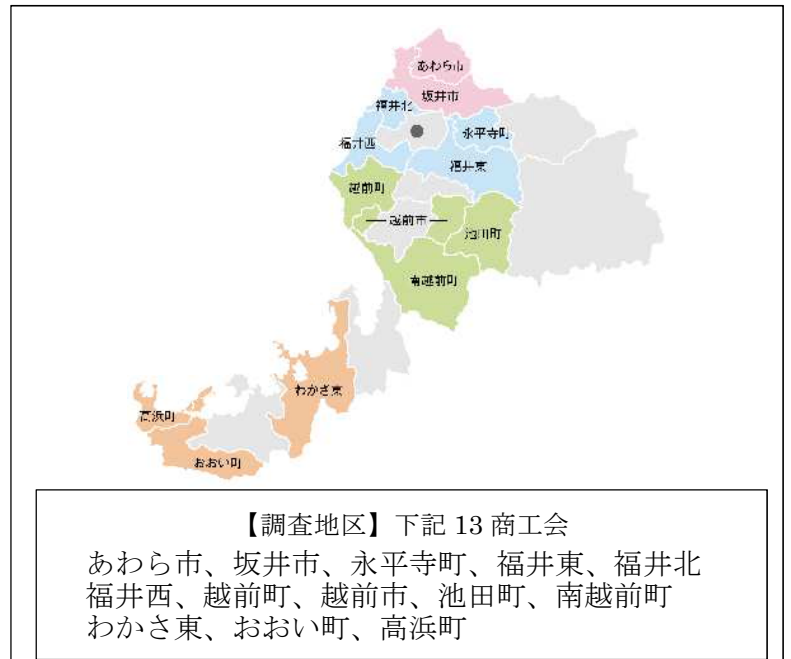 あわら市
坂井市
福井北
永平寺町
福井西
福井東
越前町
越前市
池田町
南越前町
わかさ東
高浜町
おおい町
【調査地区】下記 13 商工会
あわら市、坂井市、永平寺町、福井東、福井北
福井西、越前町、越前市、池田町、南越前町
わかさ東、おおい町、高浜町